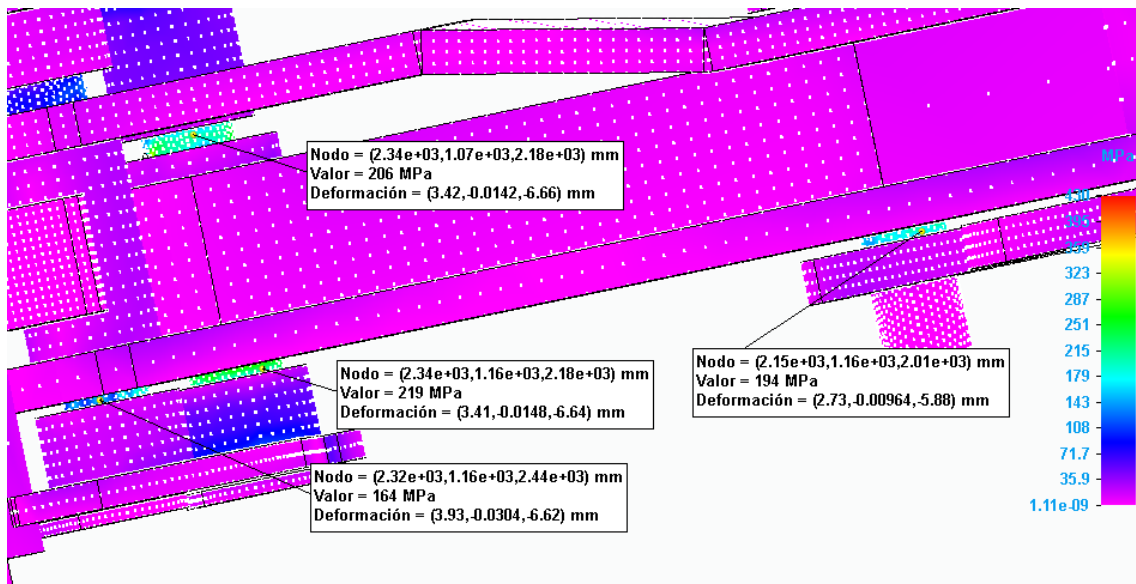 Nodo = (2.34e+03,1.07e+03,2.18e+03) mm
Valor = 206 MPa
Deformación = (3.42,-0.0142,-6.66) mm
MPa
430
395
359
323
287
251
215
179
143
108
71.7
35.9
1.11e-09
Nodo = (2.15e+03,1.16e+03,2.01e+03) mm
Valor = 194 MPa
Deformación = (2.73,-0.00964,-5.88) mm
Nodo = (2.34e+03,1.16e+03,2.18e+03) mm
Valor = 219 MPa
Deformación = (3.41,-0.0148,-6.64) mm
Nodo = (2.32e+03,1.16e+03,2.44e+03) mm
Valor = 164 MPa
Deformación = (3.93,-0.0304,-6.62) mm